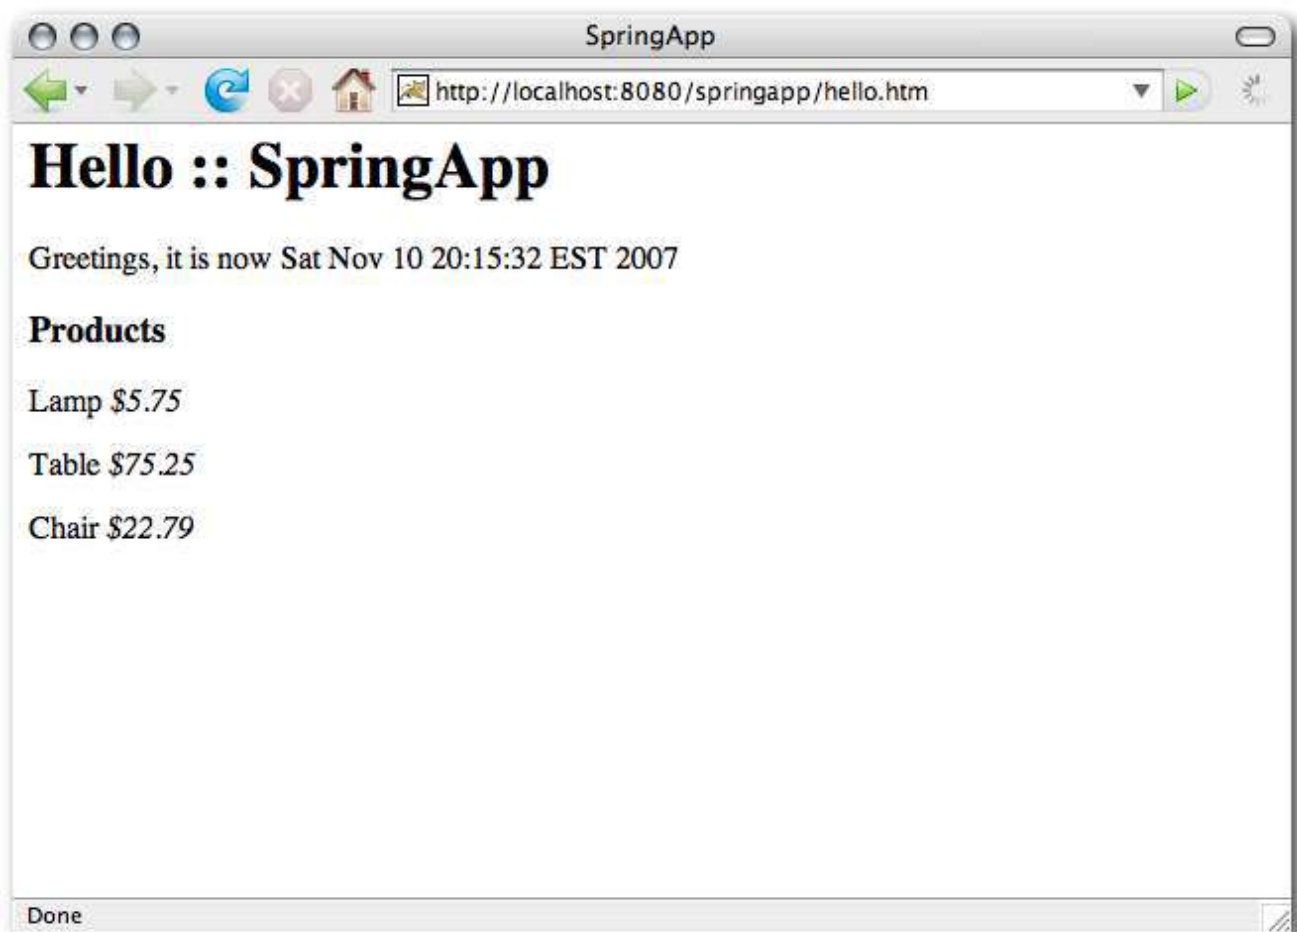 SpringApp
http://localhost:8080/springapp/hello.htm
Hello :: SpringApp
Greetings, it is now Sat Nov 10 20:15:32 EST 2007
Products
Lamp $5.75
Table $75.25
Chair $22.79
Done